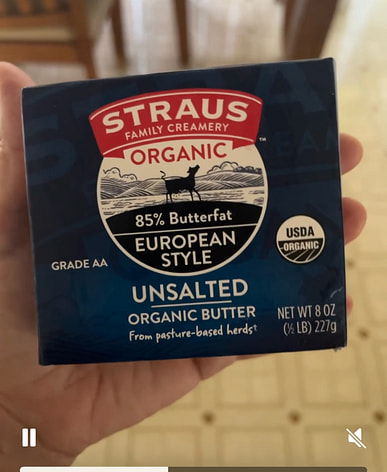 STRAUS
FAMILY CREAMERY
™
ORGANIC
85% Butterfat
EUROPEAN
STYLE
USDA
ORGANIC
GRADE AA
UNSALTED
ORGANIC BUTTER
From pasture-based herds†
NET WT 8 OZ
(½ LB) 227g